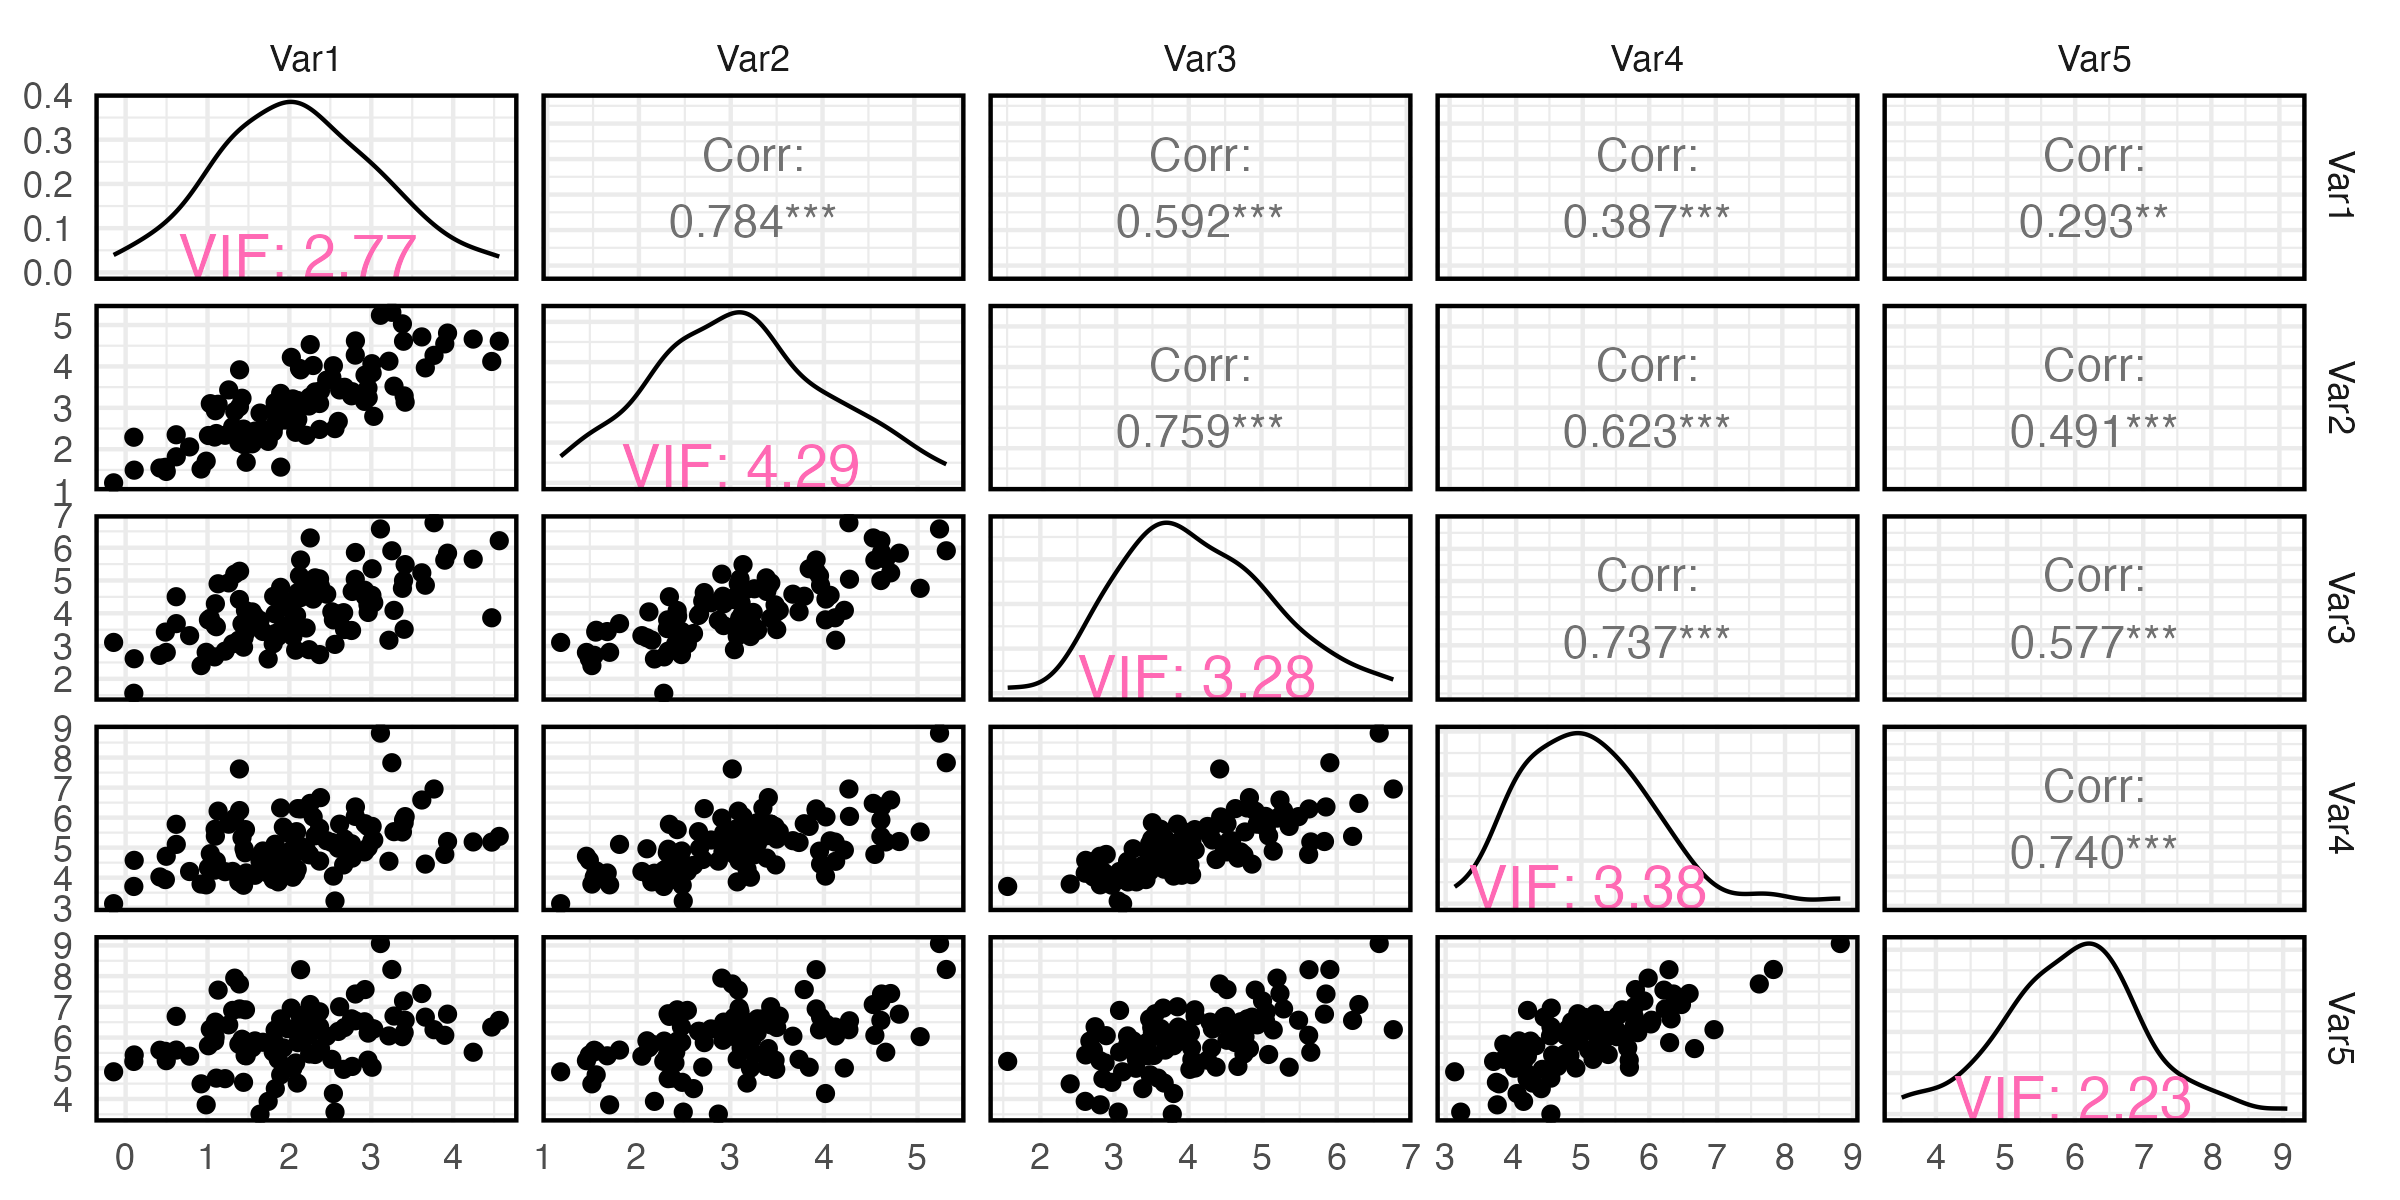 Var1 Var2 Var3 Var4 Var5
0.4
0.3
0.2
0.1
0.0
VIF: 2.77
Corr:
0.784***
Corr:
0.592***
Corr:
0.387***
Corr:
0.293**
Var1
5
4
3
2
1
VIF: 4.29
Corr:
0.759***
Corr:
0.623***
Corr:
0.491***
Var2
7
6
5
4
3
2
VIF: 3.28
Corr:
0.737***
Corr:
0.577***
Var3
9
8
7
6
5
4
3
VIF: 3.38
Corr:
0.740***
Var4
9
8
7
6
5
4
VIF: 2.23
Var5
0 1 2 3 4 1 2 3 4 5 2 3 4 5 6 7 3 4 5 6 7 8 9 4 5 6 7 8 9